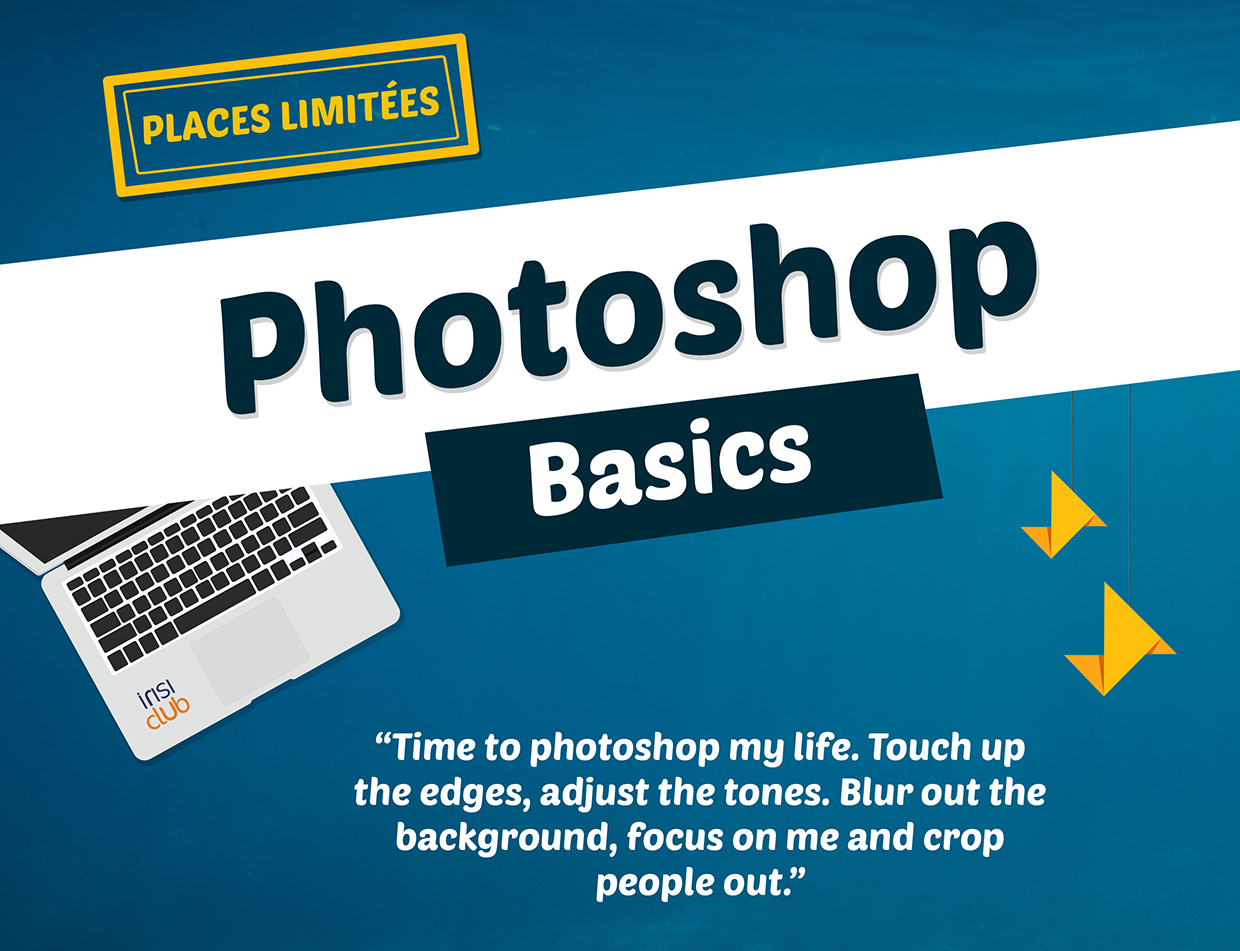 PLACES LIMITÉES
Photoshop
Basics
irisi
club
“Time to photoshop my life. Touch up
the edges, adjust the tones. Blur out the
background, focus on me and crop
people out.”